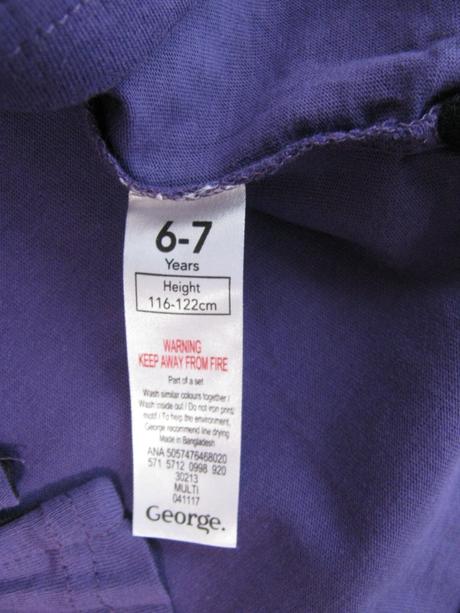 6-7
Years
Height
116-122cm
WARNING
KEEP AWAY FROM FIRE
Part of a set
Wash similar colours together /
Wash inside out / Do not iron print/
motif / To help the environment,
George recommend line drying
Made in Bangladesh
ANA 5057476468020
571 5712 0998 920
30213
MULTI
041117
George.